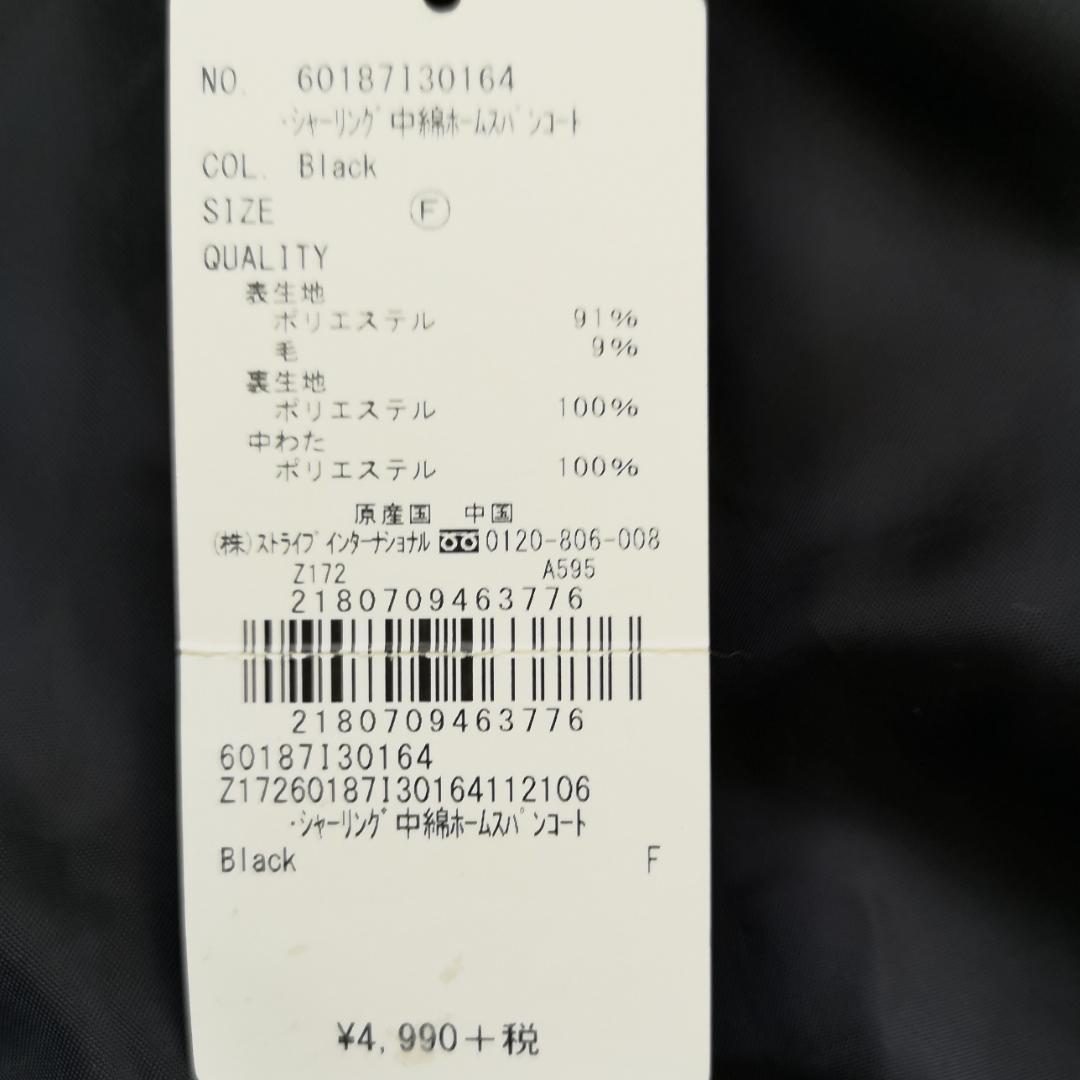 NO. 60187I30164
・シャーリング 中綿ホームスパンコート
COL. Black
SIZE Ⓕ
QUALITY
表生地
ポリエステル 91%
毛 9%
裏生地
ポリエステル 100%
中わた
ポリエステル 100%
原産国 中国
(株)ストライプインターナショナル 0120-806-008
Z172 A595
2180709463776
2180709463776
60187I30164
Z17260187I30164112106
・シャーリング 中綿ホームスパンコート
Black F
¥4,990+税